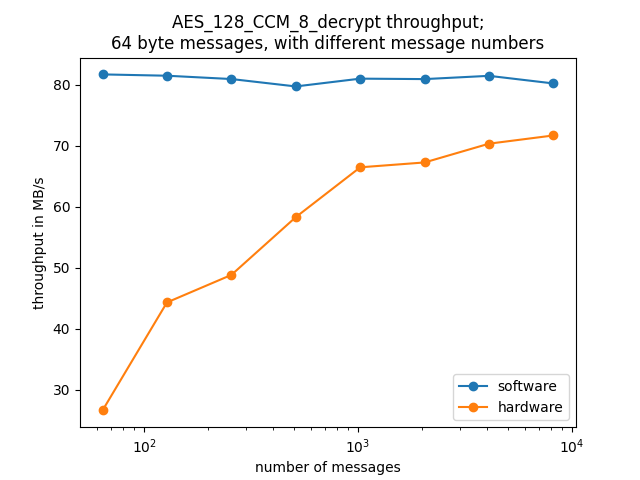 AES_128_CCM_8_decrypt throughput;
64 byte messages, with different message numbers
80
70
60
50
40
30
throughput in MB/s
software
hardware
10²
10³
10⁴
number of messages